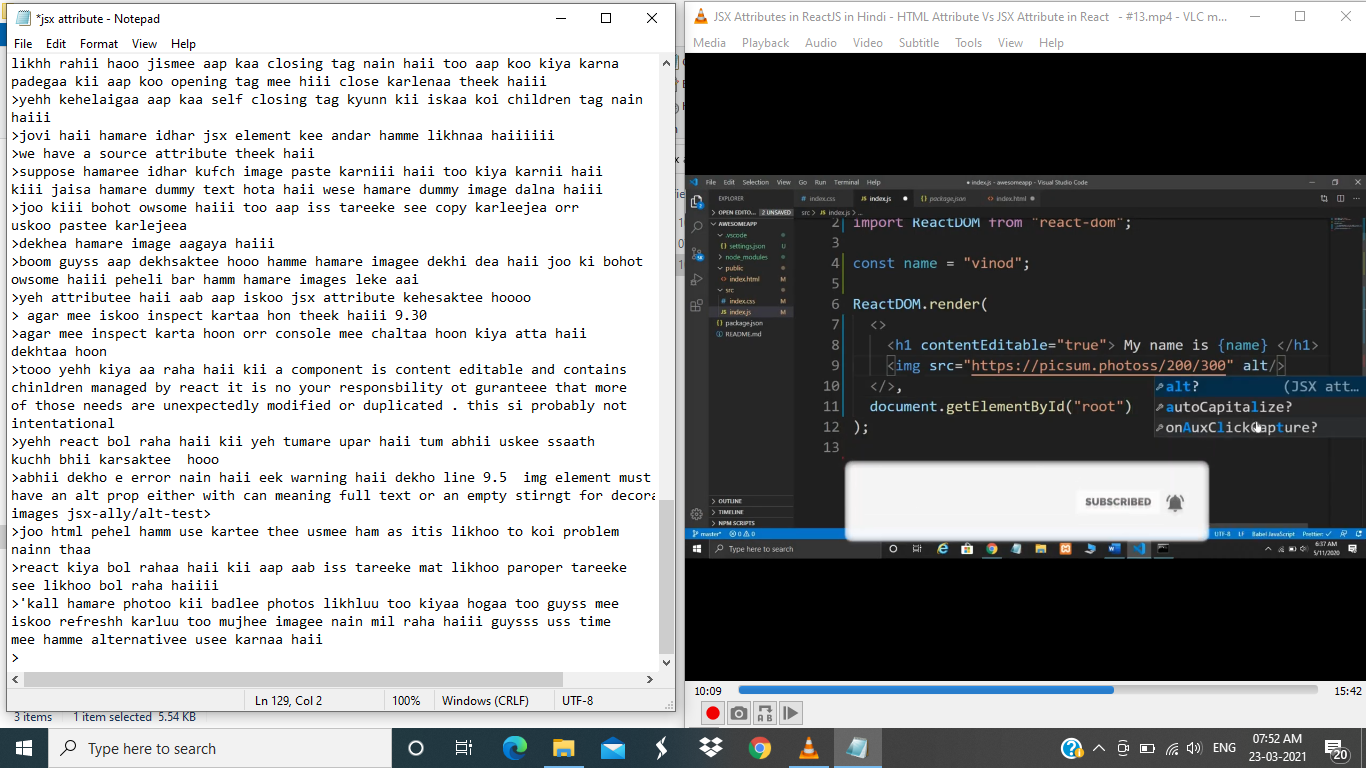 *jsx attribute - Notepad
File Edit Format View Help
likhh rahii haoo jismee aap kaa closing tag nain haii too aap koo kiya karna
padegaa kii aap koo opening tag mee hiii close karlenaa theek haiii
>yehh kehelaigaa aap kaa self closing tag kyunn kii iskaa koi children tag nain
haiii
>jovi haii hamare idhar jsx element kee andar hamme likhnaa haiiiiii
>we have a source attribute theek haii
>suppose hamaree idhar kufch image paste karniii haii too kiya karnii haii
kiii jaisa hamare dummy text hota haii wese hamare dummy image dalna haiii
>joo kiii bohot owsome haiii too aap iss tareeke see copy karleejea orr
uskoo pastee karlejeea
>dekhea hamare image aagaya haiii
>boom guyss aap dekhsaktee hooo hamme hamare imagee dekhi dea haii joo ki bohot
owsome haiii peheli bar hamm hamare images leke aai
>yeh attributee haii aab aap iskoo jsx attribute kehesaktee hoooo
> agar mee iskoo inspect kartaa hon theek haiii 9.30
>agar mee inspect karta hoon orr console mee chaltaa hoon kiya atta haii
dekhtaa hoon
>tooo yehh kiya aa raha haii kii a component is content editable and contains
chinldren managed by react it is no your responsbility ot guranteee that more
of those needs are unexpectedly modified or duplicated . this si probably not
intentational
>yehh react bol raha haii kii yeh tumare upar haii tum abhii uskee ssaath
kuchh bhii karsaktee  hooo
>abhii dekho e error nain haii eek warning haii dekho line 9.5  img element must
have an alt prop either with can meaning full text or an empty stirngt for decora
images jsx-ally/alt-test>
>joo html pehel hamm use kartee thee usmee ham as itis likhoo to koi problem
nainn thaa
>react kiya bol rahaa haii kii aap aab iss tareeke mat likhoo paroper tareeke
see likhoo bol raha haiiii
>'kall hamare photoo kii badlee photos likhluu too kiyaa hogaa too guyss mee
iskoo refreshh karluu too mujhee imagee nain mil raha haiii guysss uss time
mee hamme alternativee usee karnaa haii
>
Ln 129, Col 2 100% Windows (CRLF) UTF-8
3 items 1 item selected 5.54 KB
JSX Attributes in ReactJS in Hindi - HTML Attribute Vs JSX Attribute in React - #13.mp4 - VLC m...
Media Playback Audio Video Subtitle Tools View Help
File Edit Selection View Go Run Terminal Help
● index.js - awesomeapp - Visual Studio Code
EXPLORER
# index.css
JS index.js
package.json
index.html
OPEN EDITO... 2 UNSAVED
src > JS index.js > ...
AWESOMEAPP
.vscode
settings.json U
node_modules
public
index.html M
src
# index.css M
JS index.js M
package.json
README.md
OUTLINE
TIMELINE
NPM SCRIPTS
2 import ReactDOM from "react-dom";
3
4 const name = "vinod";
5
6 ReactDOM.render(
7 <>
8 <h1 contentEditable="true"> My name is {name} </h1>
9 <img src="https://picsum.photoss/200/300" alt/>
10 </>,
11 document.getElementById("root")
12 );
13
alt? (JSX att...
autoCapitalize?
onAuxClickCapture?
SUBSCRIBED
master* 0 0 UTF-8 LF Babel JavaScript Prettier: ✓
Type here to search
6:37 AM
5/11/2020
10:09 15:42
A B
Type here to search
ENG
07:52 AM
23-03-2021
20